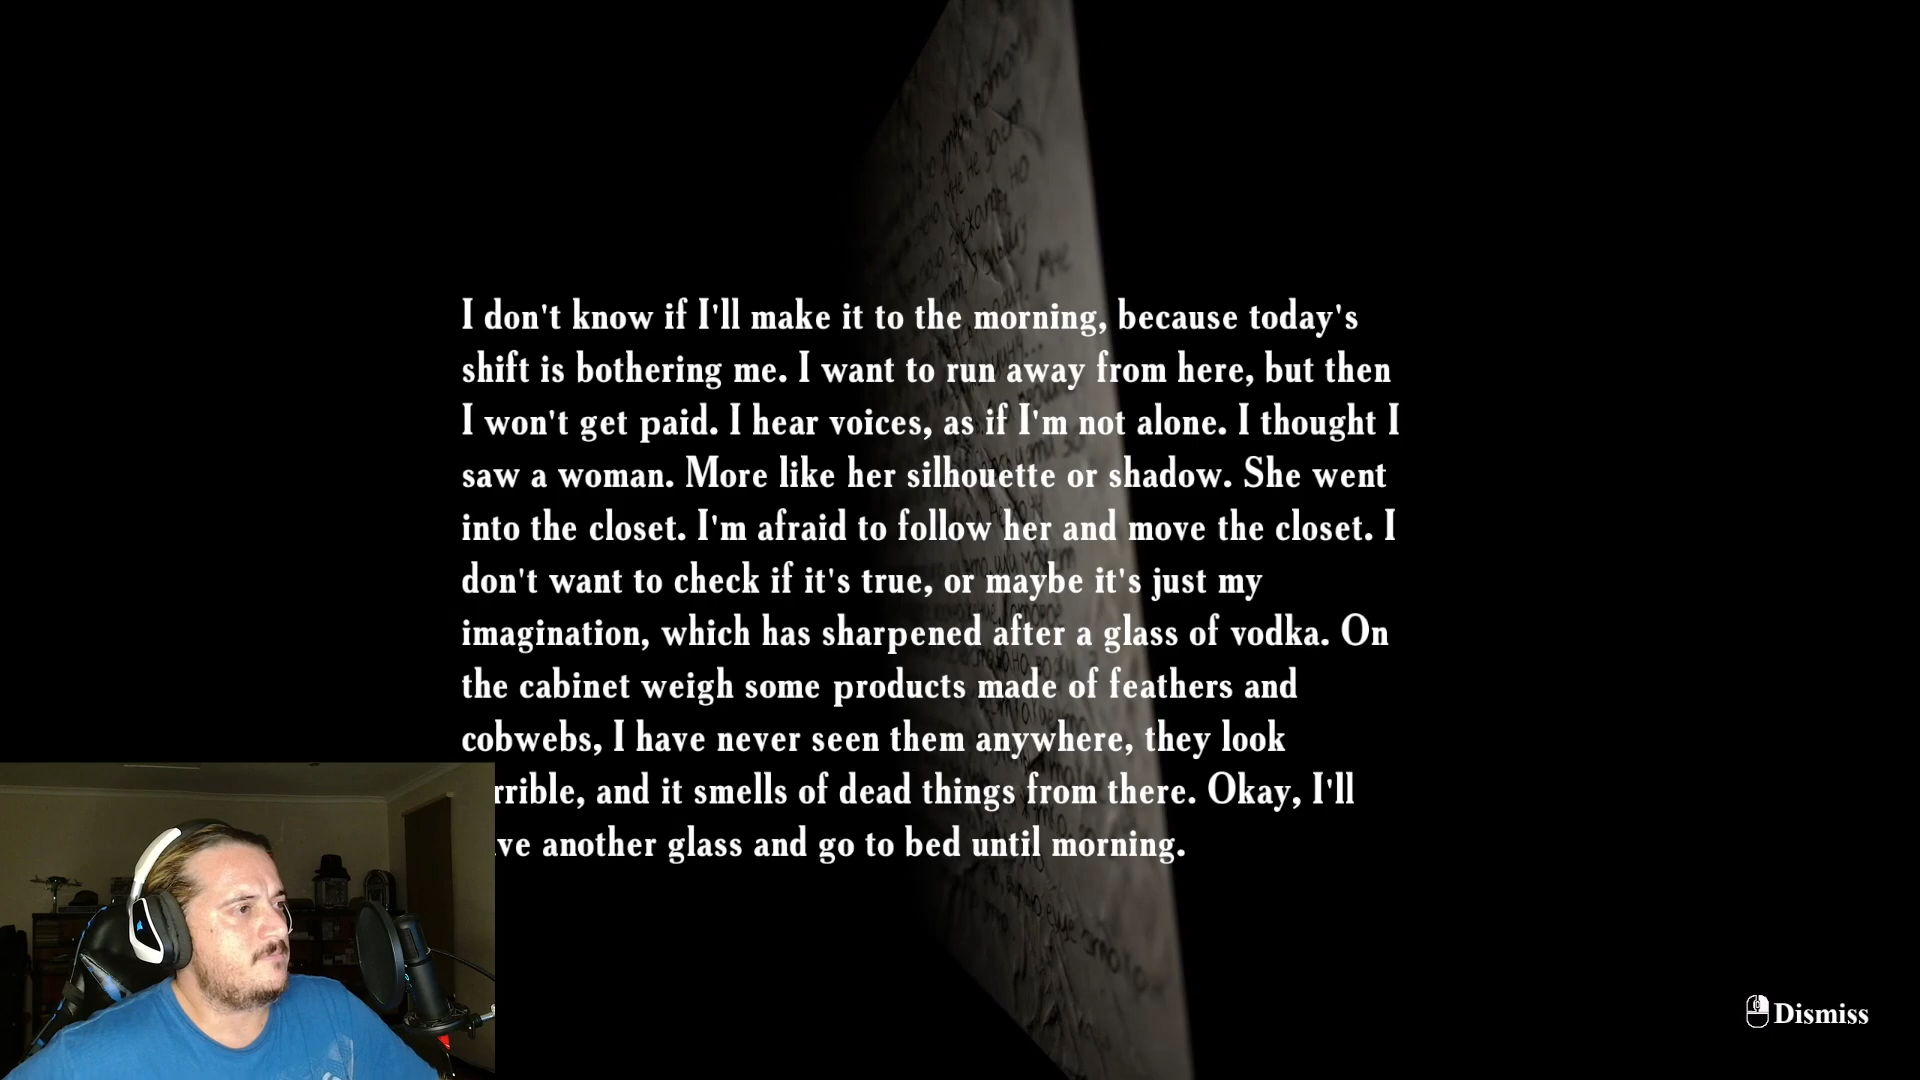 I don't know if I'll make it to the morning, because today's
shift is bothering me. I want to run away from here, but then
I won't get paid. I hear voices, as if I'm not alone. I thought I
saw a woman. More like her silhouette or shadow. She went
into the closet. I'm afraid to follow her and move the closet. I
don't want to check if it's true, or maybe it's just my
imagination, which has sharpened after a glass of vodka. On
the cabinet weigh some products made of feathers and
cobwebs, I have never seen them anywhere, they look
and it smells of dead things from there. Okay, I'll
another glass and go to bed until morning.
Dismiss